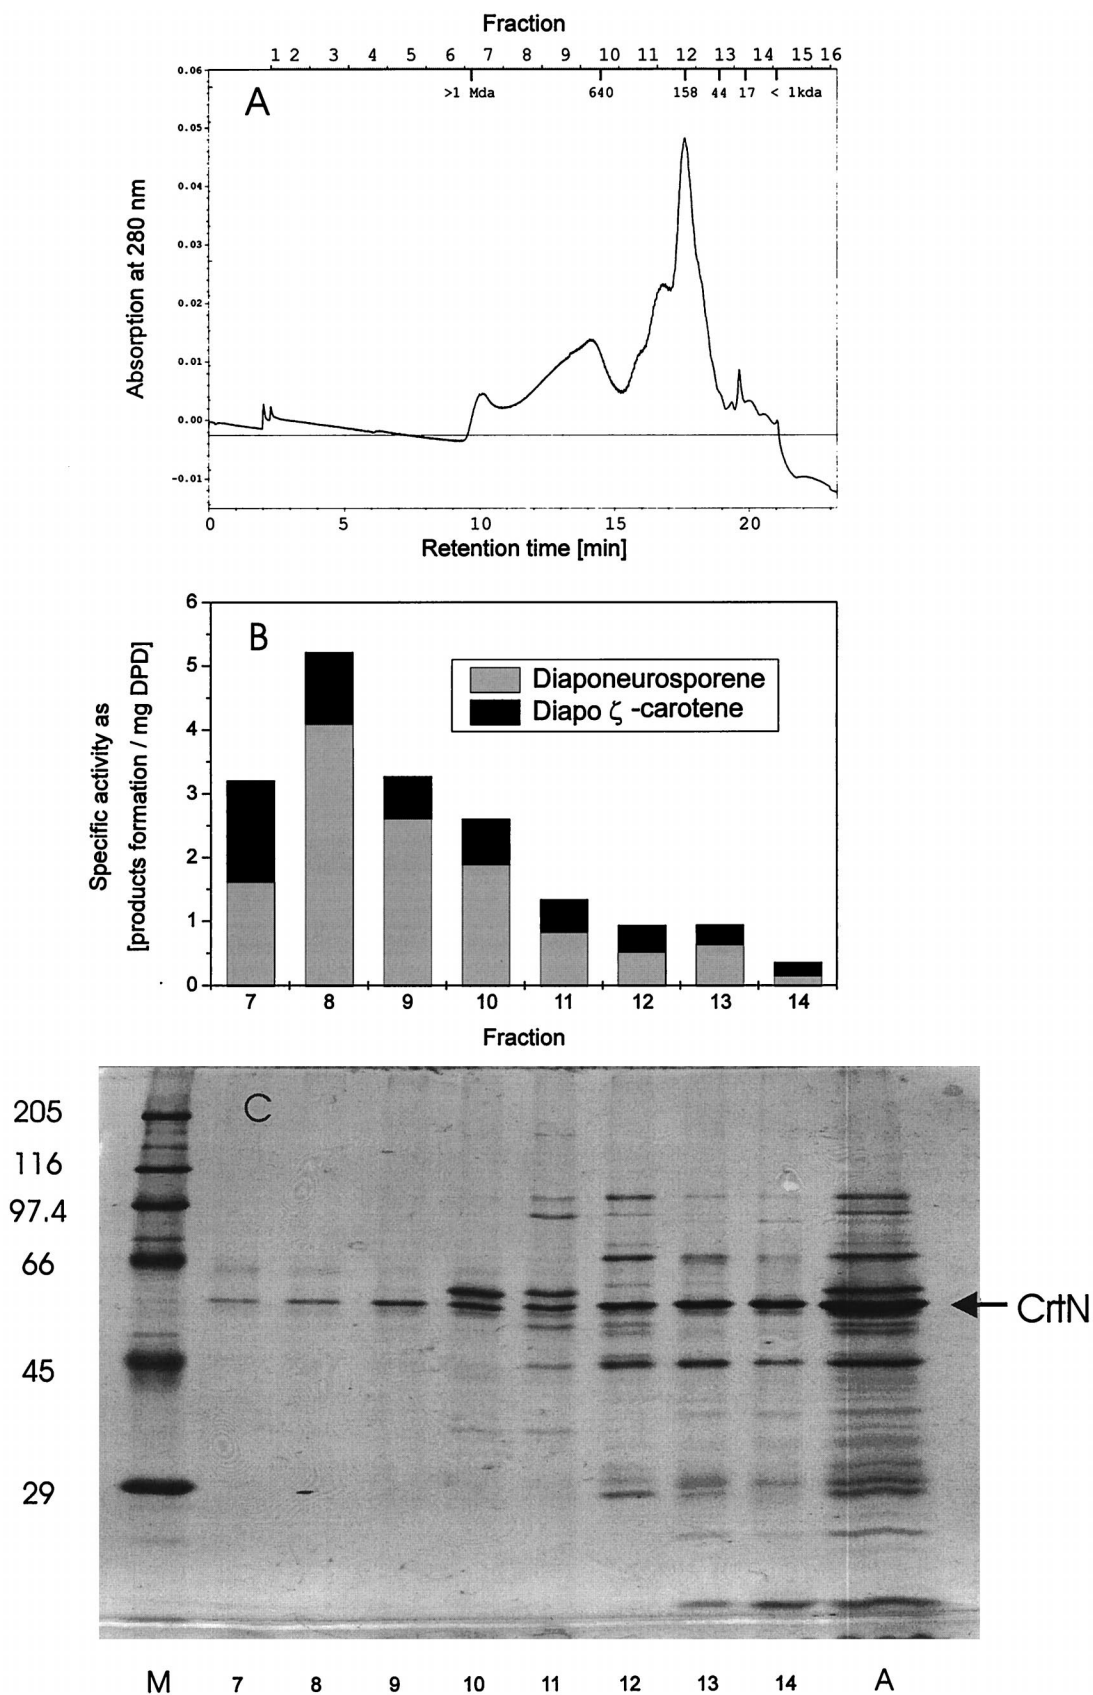 Fraction
1 2 3 4 5 6 7 8 9 10 11 12 13 14 15 16
>1 Mda 640 158 44 17 < 1kda
A
0.06
0.05
0.04
0.03
0.02
0.01
0.00
-0.01
Absorption at 280 nm
0 5 10 15 20
Retention time [min]
B
6
5
4
3
2
1
0
Specific activity as
[products formation / mg DPD]
Diaponeurosporene
Diapo ζ -carotene
7 8 9 10 11 12 13 14
Fraction
C
205
116
97.4
66
45
29
CrtN
M 7 8 9 10 11 12 13 14 A